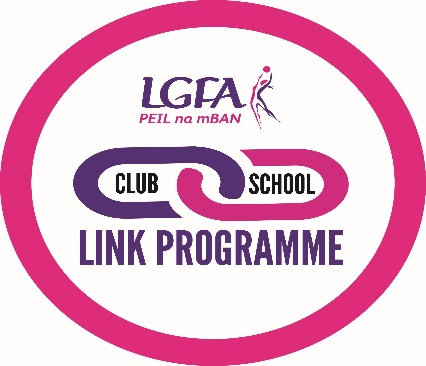 LGFA
PEIL na mBAN
CLUB SCHOOL
LINK PROGRAMME